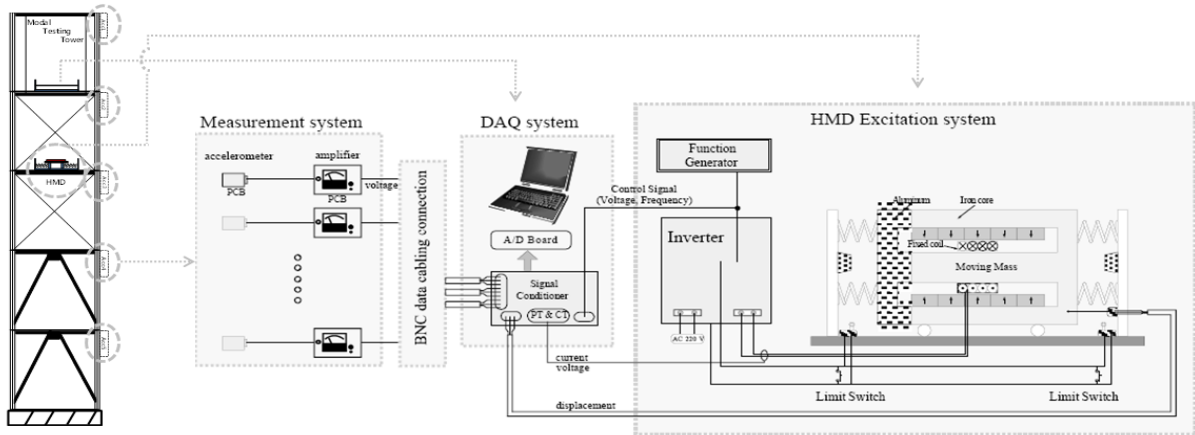 Modal
Testing
Tower
HMD
Measurement system
accelerometer
amplifier
PCB
PCB
voltage
BNC data cabling connection
DAQ system
A/D Board
Signal
Conditioner
PT & CT
Control Signal
(Voltage, Frequency)
current
voltage
displacement
HMD Excitation system
Function
Generator
Inverter
AC 220 V
Aluminum
Iron core
Fixed coil
Moving Mass
Limit Switch
Limit Switch